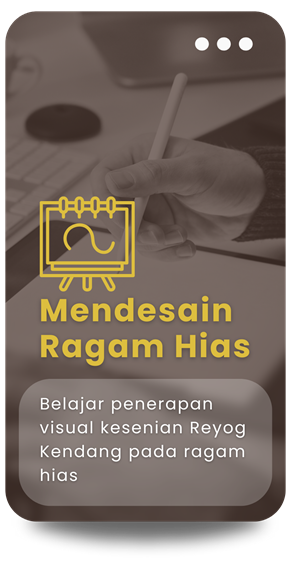 Mendesain
Ragam Hias
Belajar penerapan
visual kesenian Reyog
Kendang pada ragam
hias